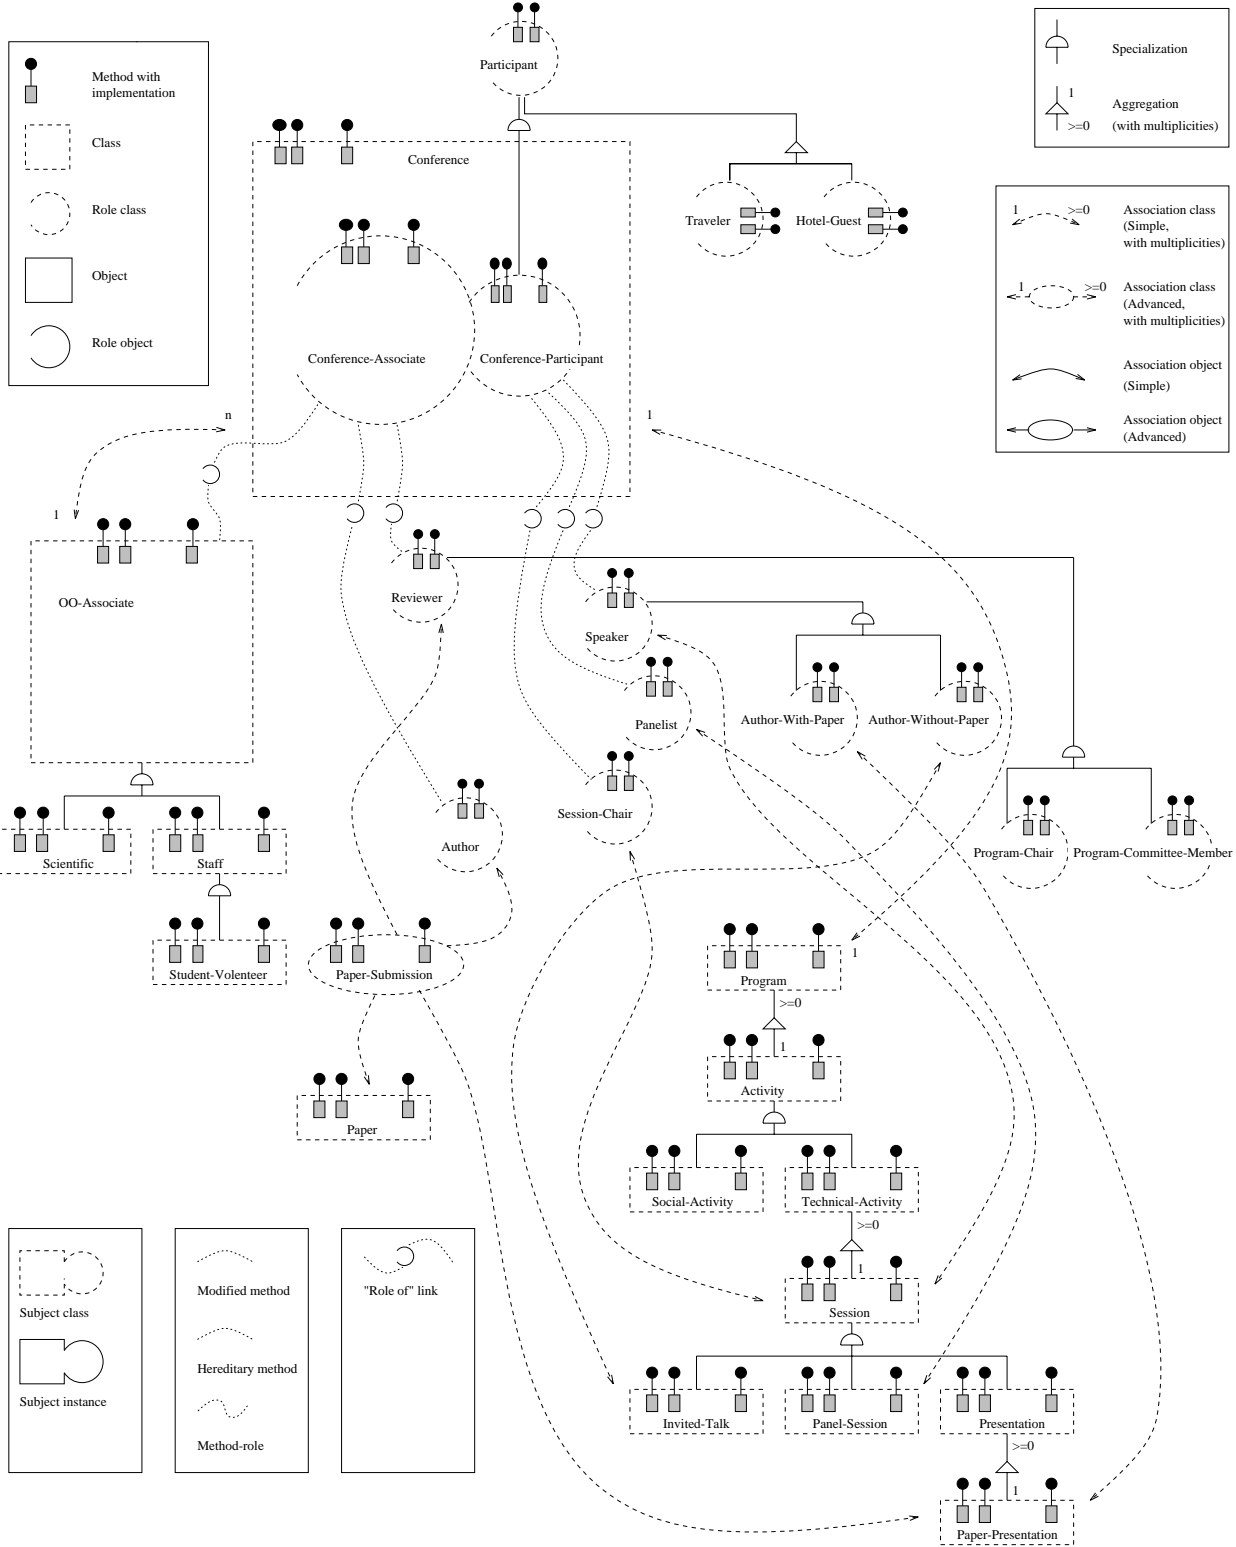 Participant
Method with
implementation
Class
Role class
Object
Role object
Specialization
1
Aggregation
>=0
(with multiplicities)
Conference
Traveler
Hotel-Guest
1
>=0
Association class
(Simple,
with multiplicities)
1
>=0
Association class
(Advanced,
with multiplicities)
Association object
(Simple)
Association object
(Advanced)
Conference-Associate
Conference-Participant
n
1
1
OO-Associate
Reviewer
Speaker
Panelist
Author-With-Paper
Author-Without-Paper
Session-Chair
Author
Program-Chair
Program-Committee-Member
Scientific
Staff
Student-Volenteer
Paper-Submission
1
Program
>=0
1
Activity
Paper
Social-Activity
Technical-Activity
>=0
1
Session
Subject class
Subject instance
Modified method
Hereditary method
Method-role
"Role of" link
Invited-Talk
Panel-Session
Presentation
>=0
1
Paper-Presentation